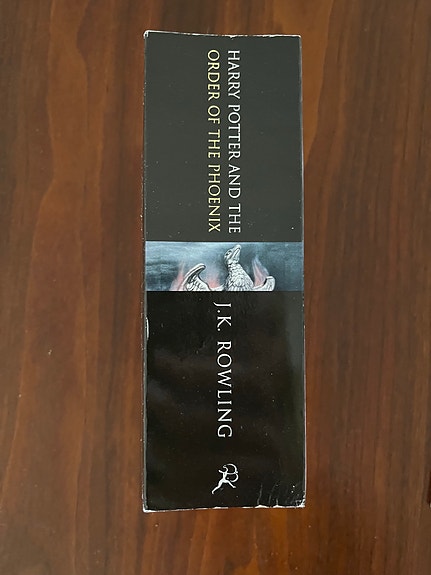 HARRY POTTER AND THE
ORDER OF THE PHOENIX
J.K. ROWLING